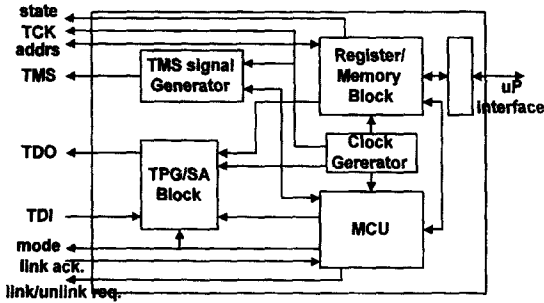 state
TCK
addrs
TMS
TMS signal
Generator
Register/
Memory
Block
uP
interface
TDO
TPG/SA
Block
Clock
Gererator
TDI
MCU
mode
link ack.
link/unlink req.